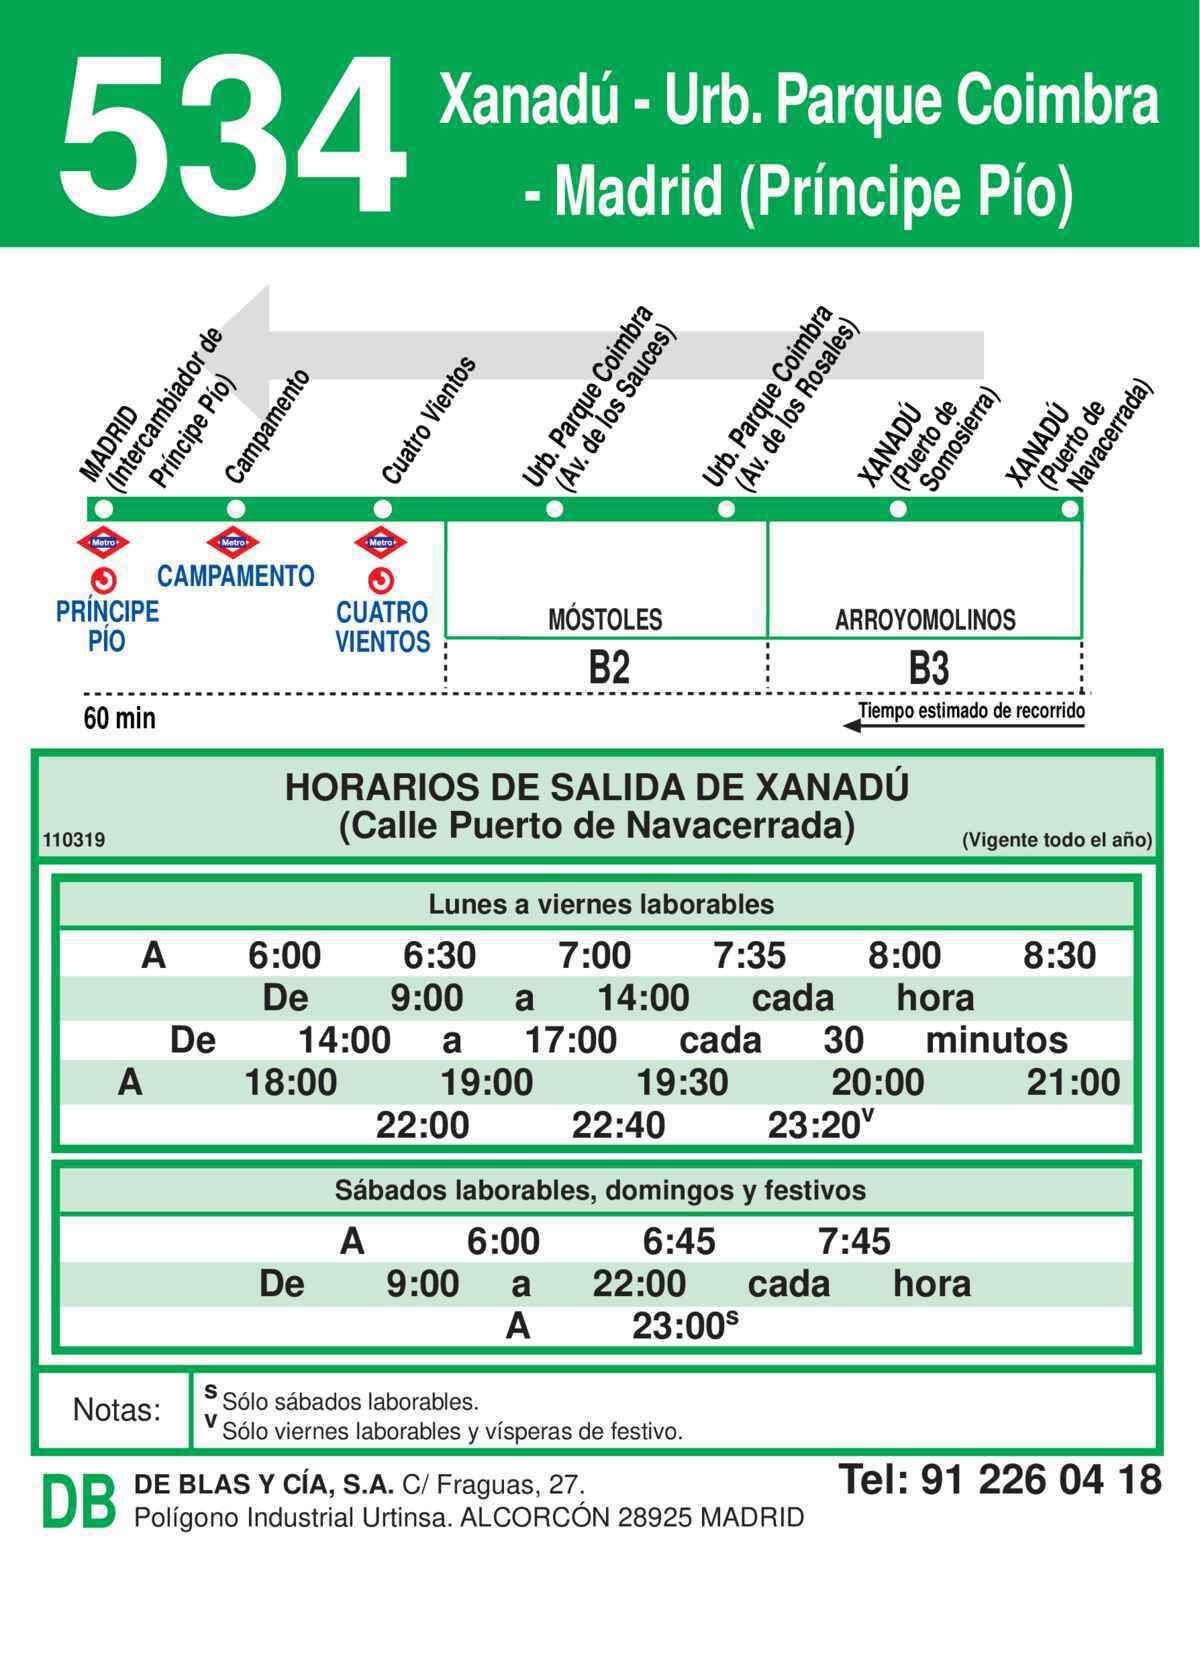 534
Xanadú - Urb. Parque Coimbra
- Madrid (Príncipe Pío)
MADRID
(Intercambiador de
Príncipe Pío)
Campamento
Cuatro Vientos
Urb. Parque Coimbra
(Av. de los Sauces)
Urb. Parque Coimbra
(Av. de los Rosales)
XANADÚ
(Puerto de
Somosierra)
XANADÚ
(Puerto de
Navacerrada)
Metro
Metro
Metro
PRÍNCIPE
PÍO
CAMPAMENTO
CUATRO
VIENTOS
MÓSTOLES
ARROYOMOLINOS
B2
B3
60 min
Tiempo estimado de recorrido
HORARIOS DE SALIDA DE XANADÚ
(Calle Puerto de Navacerrada)
110319
(Vigente todo el año)
Lunes a viernes laborables
A 6:00 6:30 7:00 7:35 8:00 8:30
De 9:00 a 14:00 cada hora
De 14:00 a 17:00 cada 30 minutos
A 18:00 19:00 19:30 20:00 21:00
22:00 22:40 23:20v
Sábados laborables, domingos y festivos
A 6:00 6:45 7:45
De 9:00 a 22:00 cada hora
A 23:00s
Notas:
s Sólo sábados laborables.
v Sólo viernes laborables y vísperas de festivo.
DB
DE BLAS Y CÍA, S.A. C/ Fraguas, 27.
Polígono Industrial Urtinsa. ALCORCÓN 28925 MADRID
Tel: 91 226 04 18